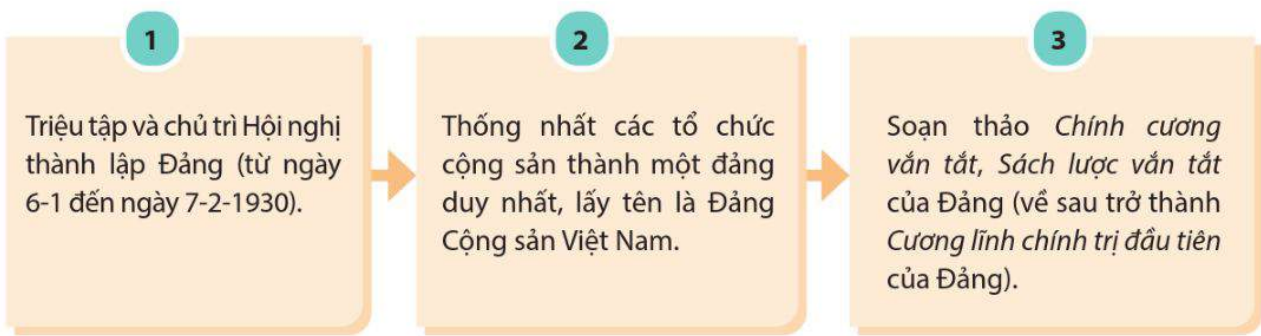 1
Triệu tập và chủ trì Hội nghị
thành lập Đảng (từ ngày
6-1 đến ngày 7-2-1930).
2
Thống nhất các tổ chức
cộng sản thành một đảng
duy nhất, lấy tên là Đảng
Cộng sản Việt Nam.
3
Soạn thảo Chính cương
vắn tắt, Sách lược vắn tắt
của Đảng (về sau trở thành
Cương lĩnh chính trị đầu tiên
của Đảng).